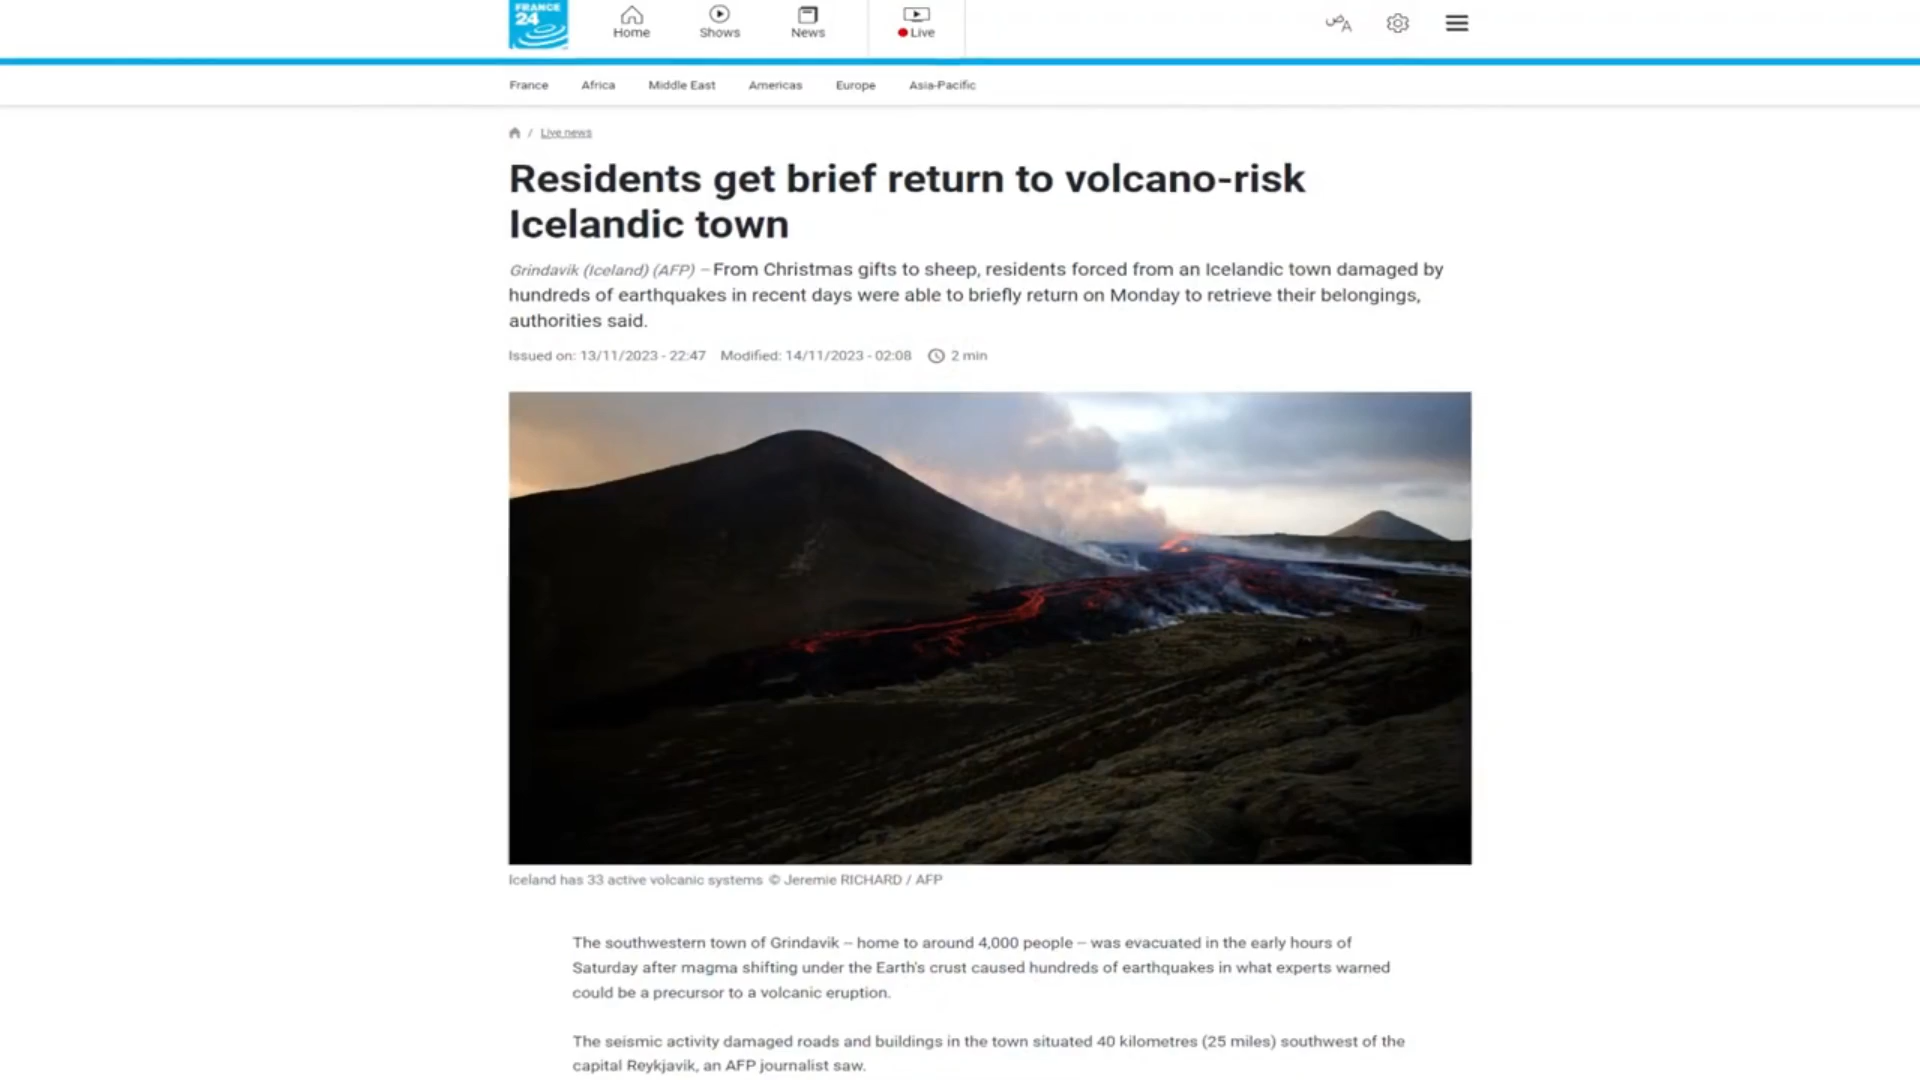 FRANCE
24
Home
Shows
News
Live
France
Africa
Middle East
Americas
Europe
Asia-Pacific
/ Live news
Residents get brief return to volcano-risk
Icelandic town
Grindavik (Iceland) (AFP) – From Christmas gifts to sheep, residents forced from an Icelandic town damaged by
hundreds of earthquakes in recent days were able to briefly return on Monday to retrieve their belongings,
authorities said.
Issued on: 13/11/2023 - 22:47 Modified: 14/11/2023 - 02:08 2 min
Iceland has 33 active volcanic systems © Jeremie RICHARD / AFP
The southwestern town of Grindavik -- home to around 4,000 people -- was evacuated in the early hours of
Saturday after magma shifting under the Earth's crust caused hundreds of earthquakes in what experts warned
could be a precursor to a volcanic eruption.
The seismic activity damaged roads and buildings in the town situated 40 kilometres (25 miles) southwest of the
capital Reykjavik, an AFP journalist saw.